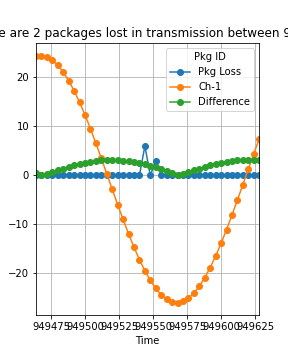 e are 2 packages lost in transmission between 9
Pkg ID
Pkg Loss
Ch-1
Difference
20
10
0
−10
−20
949475
949500
949525
949550
949575
949600
949625
Time